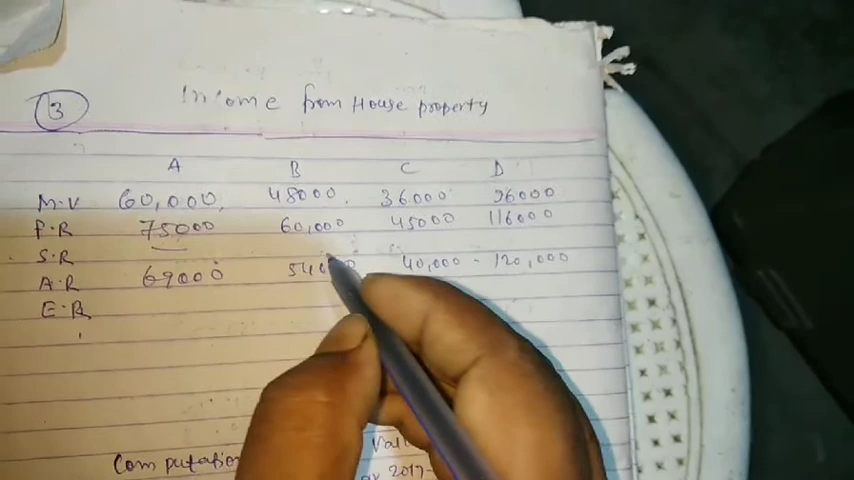 3
Income from House property
A B C D
M.V 60,000 48000 36000 96000
F.R 75000 60,000 45000 116000
S.R
A.R 69000 40,000 - 120,000
E.R
Computation
2017-